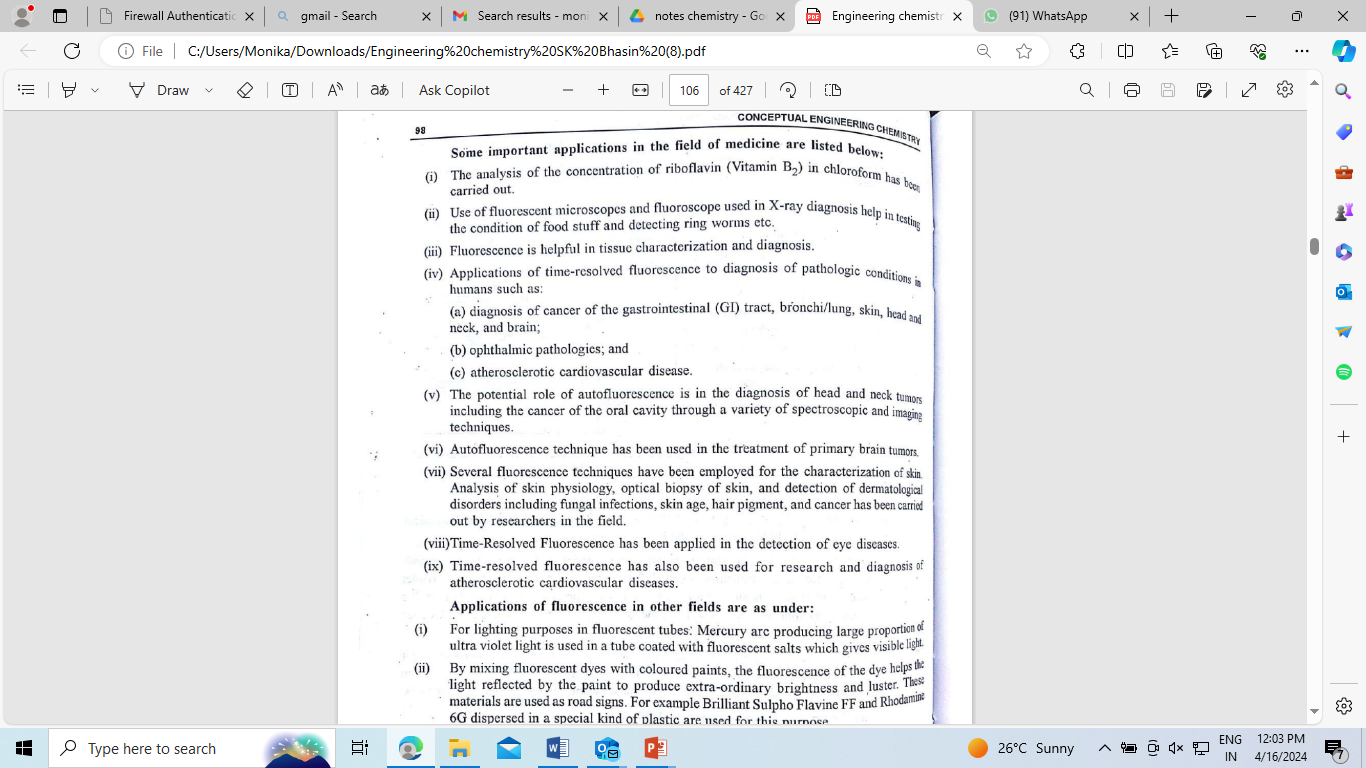 Firewall Authenticatio
gmail - Search
Search results - moni
notes chemistry - Goo
Engineering chemistr
(91) WhatsApp
File
C:/Users/Monika/Downloads/Engineering%20chemistry%20SK%20Bhasin%20(8).pdf
Draw
Ask Copilot
106 of 427
98
CONCEPTUAL ENGINEERING CHEMISTRY
Some important applications in the field of medicine are listed below:
(i) The analysis of the concentration of riboflavin (Vitamin B2) in chloroform has been
carried out.
(ii) Use of fluorescent microscopes and fluoroscope used in X-ray diagnosis help in testing
the condition of food stuff and detecting ring worms etc.
(iii) Fluorescence is helpful in tissue characterization and diagnosis.
(iv) Applications of time-resolved fluorescence to diagnosis of pathologic conditions in
humans such as:
(a) diagnosis of cancer of the gastrointestinal (GI) tract, bronchi/lung, skin, head and
neck, and brain;
(b) ophthalmic pathologies; and
(c) atherosclerotic cardiovascular disease.
(v) The potential role of autofluorescence is in the diagnosis of head and neck tumors
including the cancer of the oral cavity through a variety of spectroscopic and imaging
techniques.
(vi) Autofluorescence technique has been used in the treatment of primary brain tumors.
(vii) Several fluorescence techniques have been employed for the characterization of skin.
Analysis of skin physiology, optical biopsy of skin, and detection of dermatological
disorders including fungal infections, skin age, hair pigment, and cancer has been carried
out by researchers in the field.
(viii)Time-Resolved Fluorescence has been applied in the detection of eye diseases.
(ix) Time-resolved fluorescence has also been used for research and diagnosis of
atherosclerotic cardiovascular diseases.
Applications of fluorescence in other fields are as under:
(i) For lighting purposes in fluorescent tubes: Mercury arc producing large proportion of
ultra violet light is used in a tube coated with fluorescent salts which gives visible light.
(ii) By mixing fluorescent dyes with coloured paints, the fluorescence of the dye helps the
light reflected by the paint to produce extra-ordinary brightness and luster. These
materials are used as road signs. For example Brilliant Sulpho Flavine FF and Rhodamine
6G dispersed in a special kind of plastic are used for this purpose
Type here to search
26°C Sunny
ENG
IN
12:03 PM
4/16/2024
7